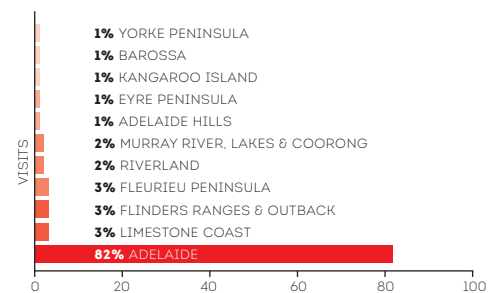 1% YORKE PENINSULA
1% BAROSSA
1% KANGAROO ISLAND
1% EYRE PENINSULA
1% ADELAIDE HILLS
2% MURRAY RIVER, LAKES & COORONG
2% RIVERLAND
3% FLEURIEU PENINSULA
3% FLINDERS RANGES & OUTBACK
3% LIMESTONE COAST
82% ADELAIDE
VISITS
0 20 40 60 80 100